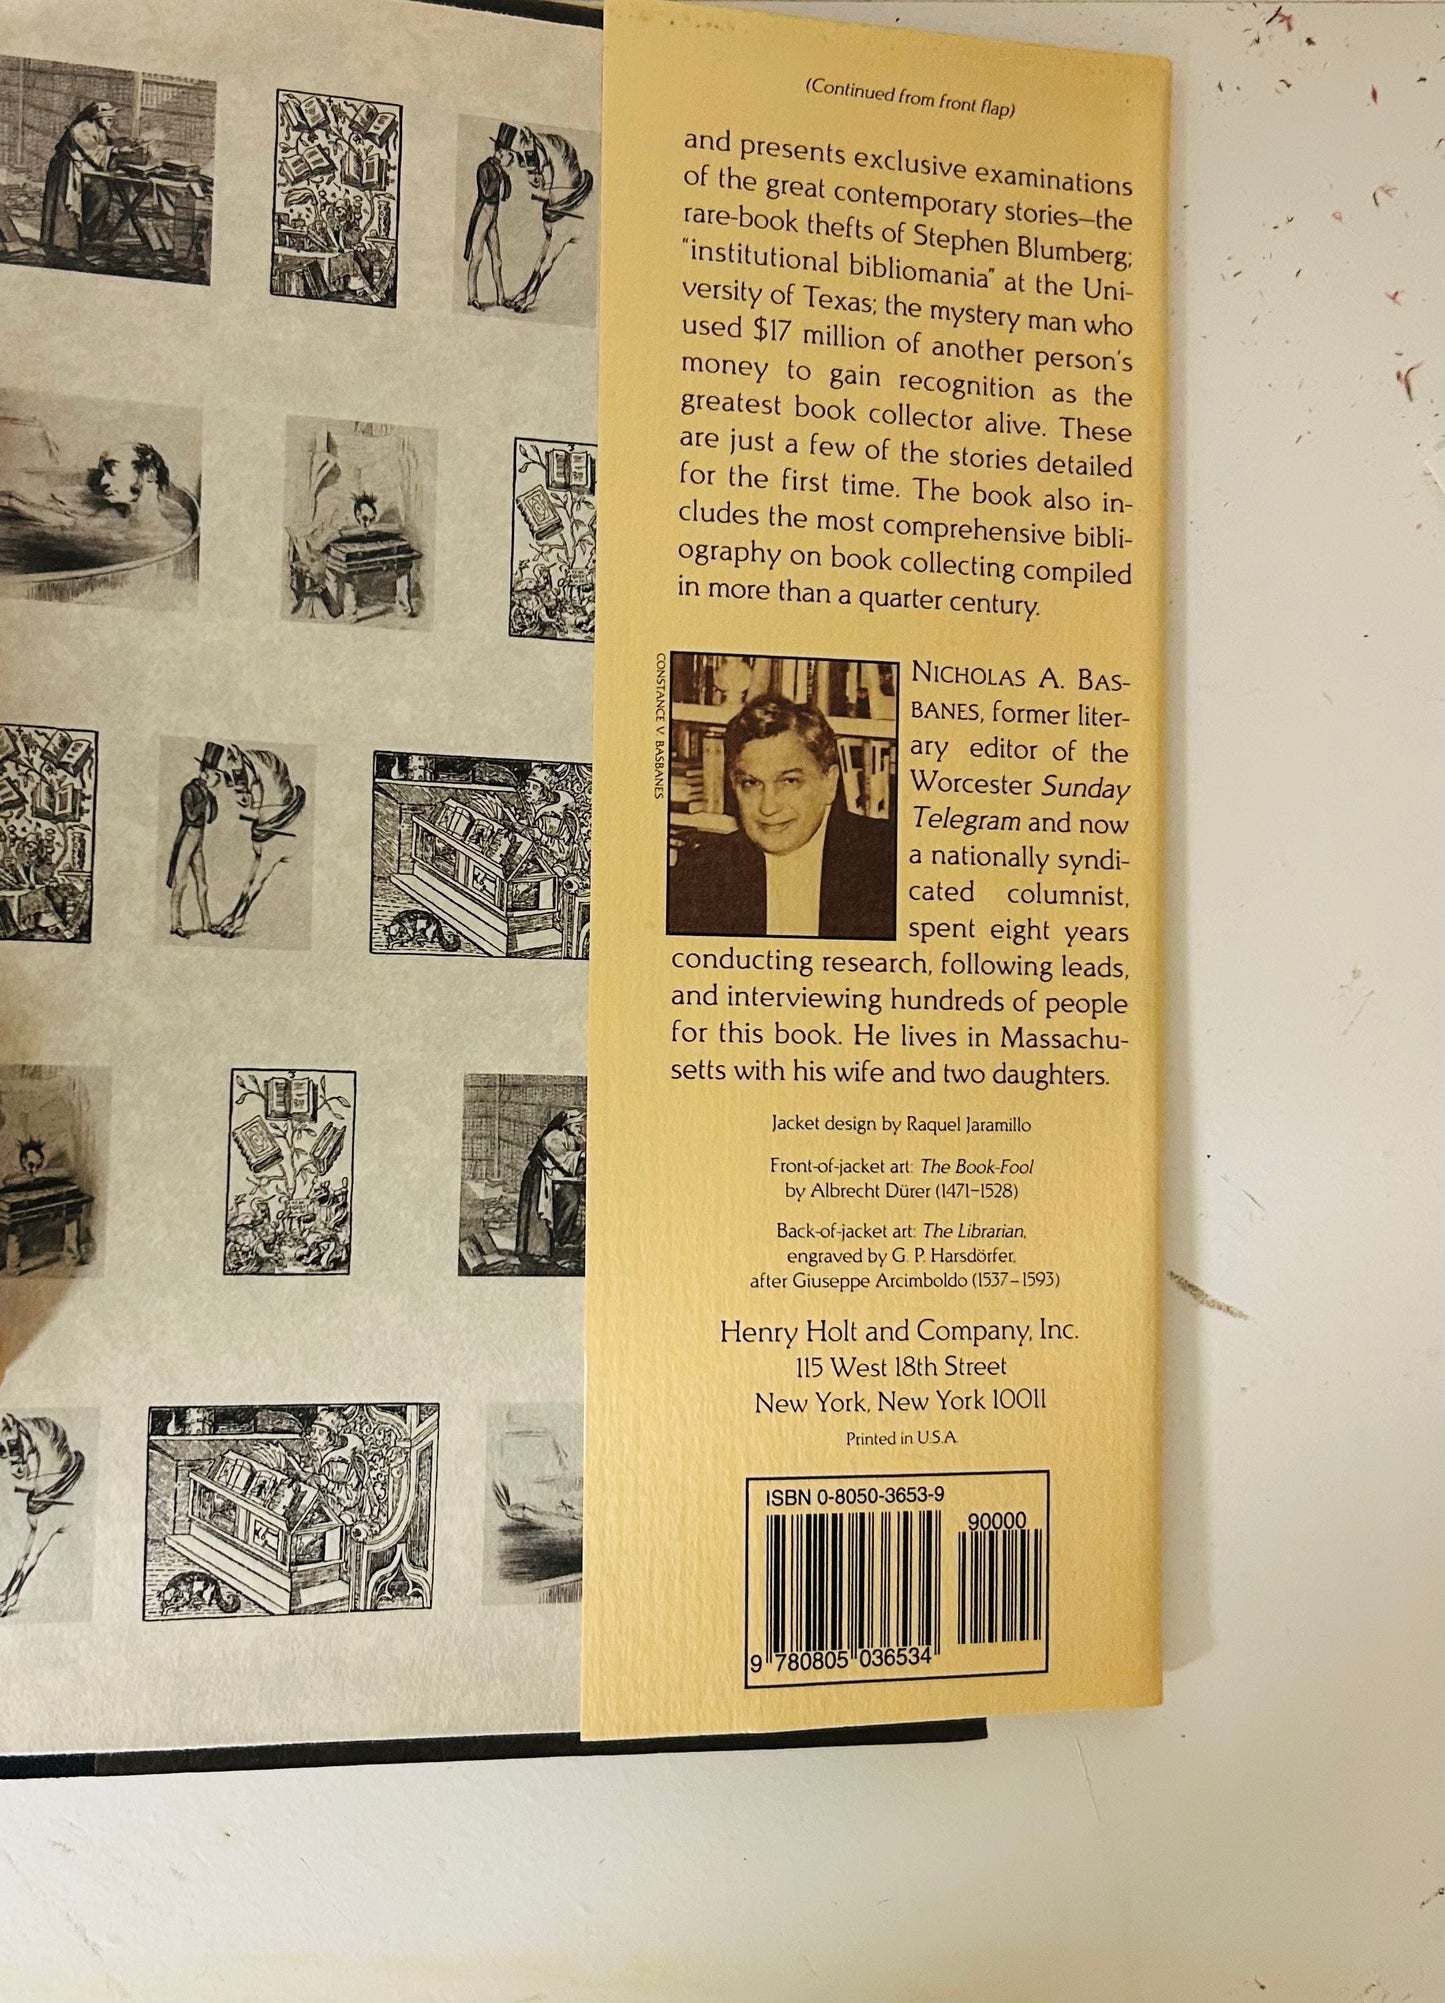 (Continued from front flap)
and presents exclusive examinations
of the great contemporary stories—the
rare-book thefts of Stephen Blumberg;
"institutional bibliomania" at the Uni-
versity of Texas; the mystery man who
used $17 million of another person's
money to gain recognition as the
greatest book collector alive. These
are just a few of the stories detailed
for the first time. The book also in-
cludes the most comprehensive bibli-
ography on book collecting compiled
in more than a quarter century.
CONSTANCE V. BASBANES
NICHOLAS A. BAS-
BANES, former liter-
ary editor of the
Worcester Sunday
Telegram and now
a nationally syndi-
cated columnist,
spent eight years
conducting research, following leads,
and interviewing hundreds of people
for this book. He lives in Massachu-
setts with his wife and two daughters.
Jacket design by Raquel Jaramillo
Front-of-jacket art: The Book-Fool
by Albrecht Dürer (1471–1528)
Back-of-jacket art: The Librarian,
engraved by G. P. Harsdörfer,
after Giuseppe Arcimboldo (1537–1593)
Henry Holt and Company, Inc.
115 West 18th Street
New York, New York 10011
Printed in U.S.A.
ISBN 0-8050-3653-9
90000
9 780805 036534